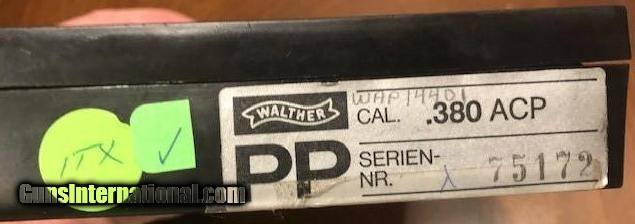 WAP14401
WALTHER
CAL. .380 ACP
ITX
PP
SERIEN-
NR. 75172
GunsInternational.com